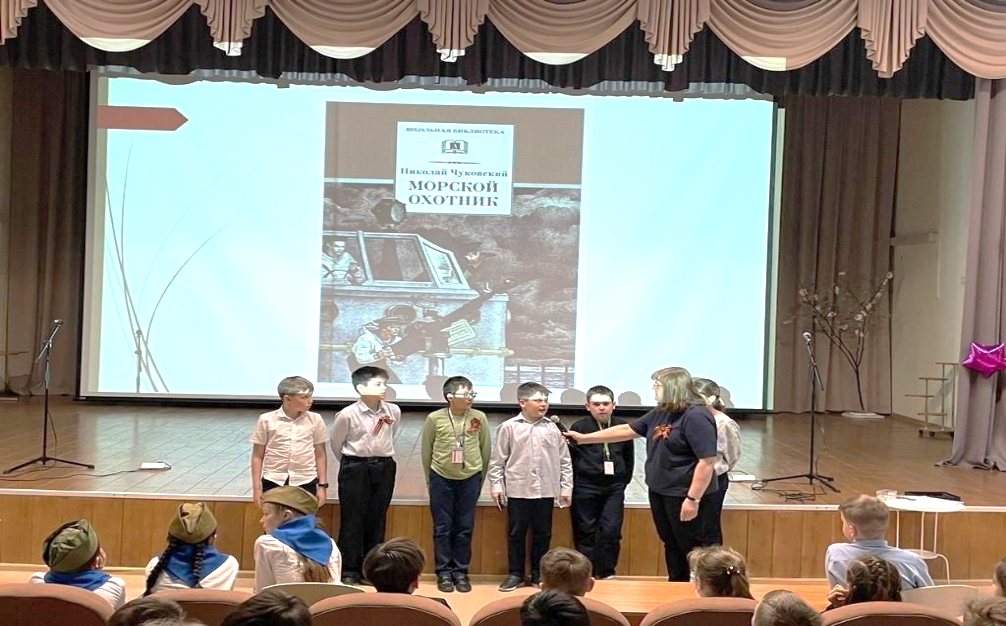 ШКОЛЬНАЯ БИБЛИОТЕКА
Николай Чуковский
МОРСКОЙ
ОХОТНИК